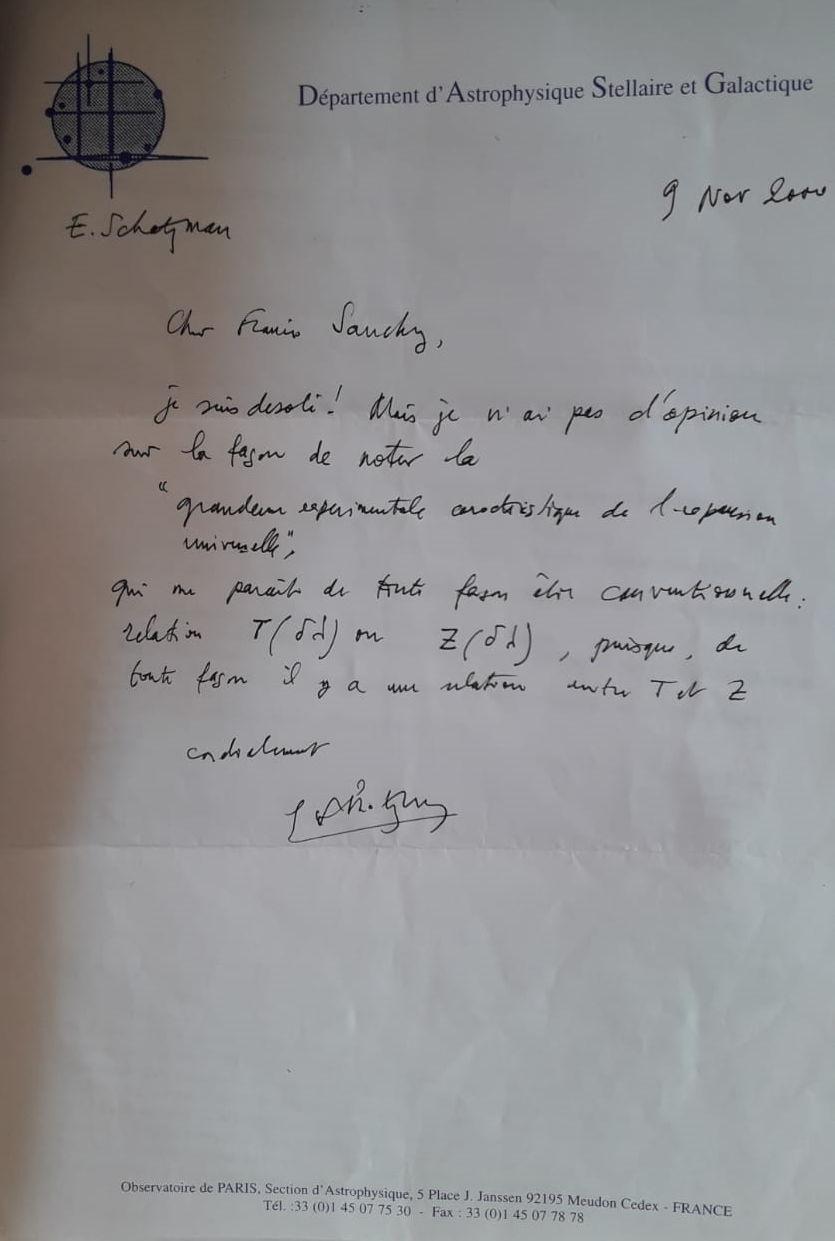 Département d'Astrophysique Stellaire et Galactique
9 Nov 2000
E. Schatzman
Cher Francis Sanchez,
je suis desolé! Mais je n'ai pas d'opinion
sur la façon de noter la
"grandeur experimentale caractéristique de l'expansion
universelle",
qui me paraît de toute façon être conventionnelle:
relation T(δλ) ou Z(δλ), puisque, de
toute façon il y a une relation entre T et Z
cordialement
Observatoire de PARIS, Section d'Astrophysique, 5 Place J. Janssen 92195 Meudon Cedex - FRANCE
Tél. :33 (0)1 45 07 75 30 - Fax : 33 (0)1 45 07 78 78